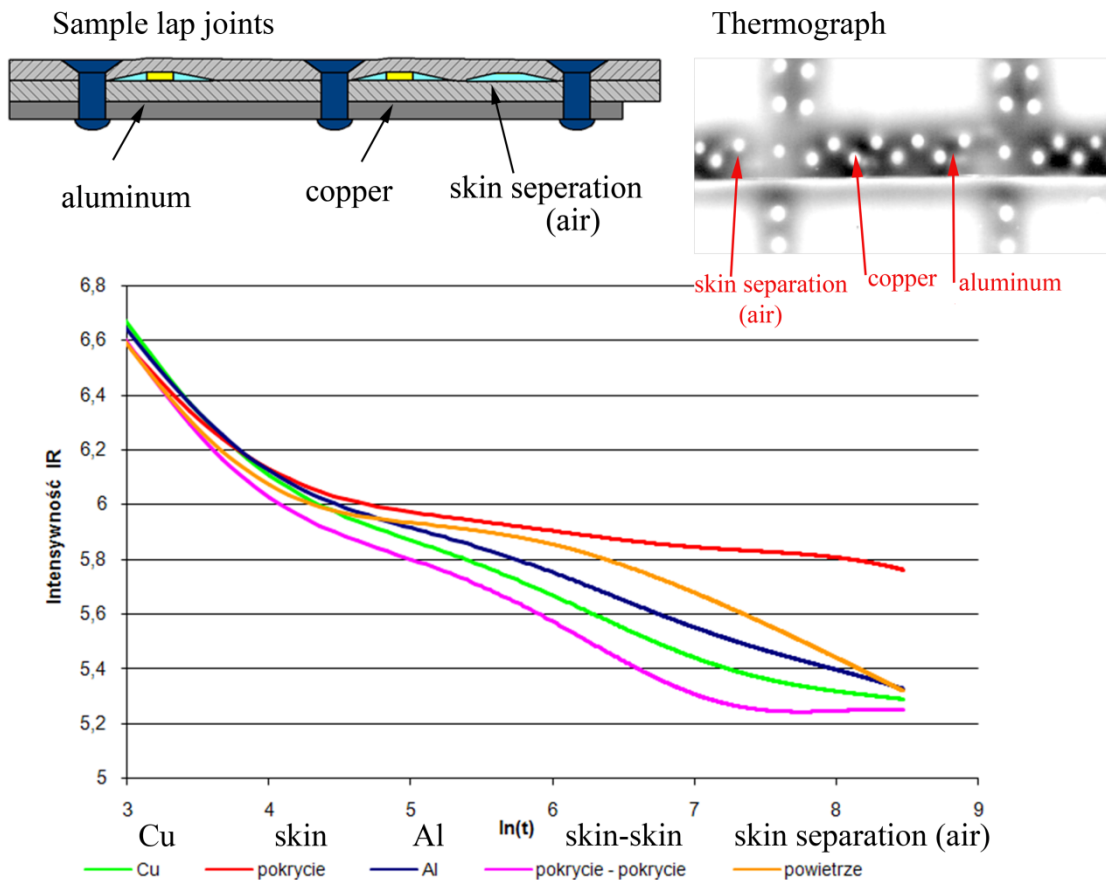 Sample lap joints
Thermograph
aluminum
copper
skin seperation
(air)
skin separation
(air)
copper
aluminum
6,8
6,6
6,4
6,2
6
5,8
5,6
5,4
5,2
5
Intensywność IR
3 4 5 6 7 8 9
ln(t)
Cu skin Al skin-skin skin separation (air)
Cu pokrycie Al pokrycie - pokrycie powietrze